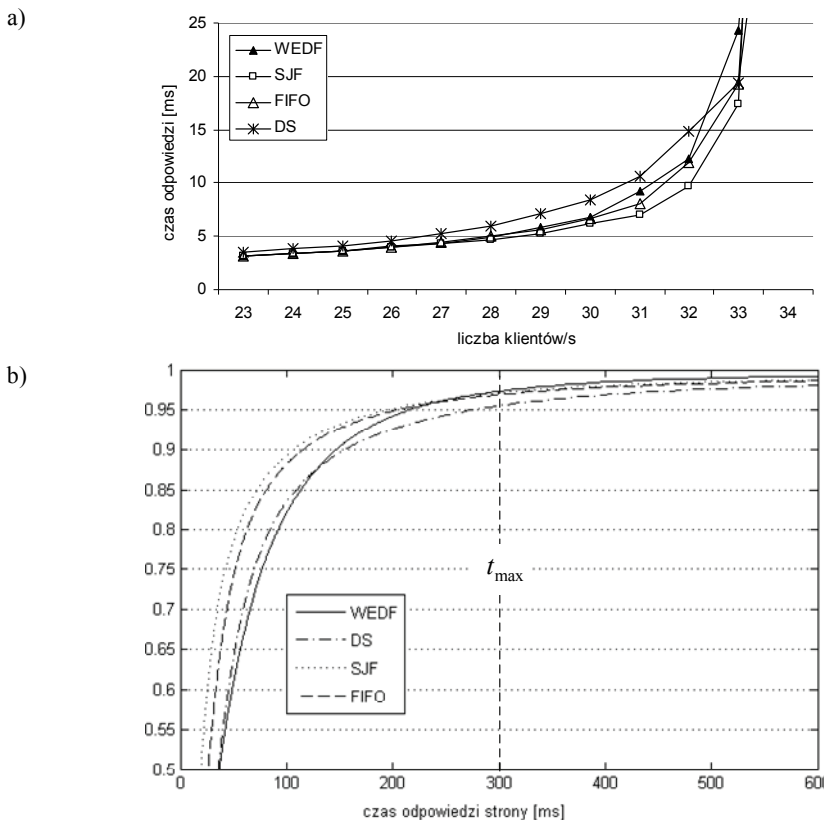 a)
25
20
15
10
5
0
czas odpowiedzi [ms]
WEDF
SJF
FIFO
DS
23 24 25 26 27 28 29 30 31 32 33 34
liczba klientów/s
b)
1
0.95
0.9
0.85
0.8
0.75
0.7
0.65
0.6
0.55
0.5
t max
WEDF
DS
SJF
FIFO
0 100 200 300 400 500 600
czas odpowiedzi strony [ms]